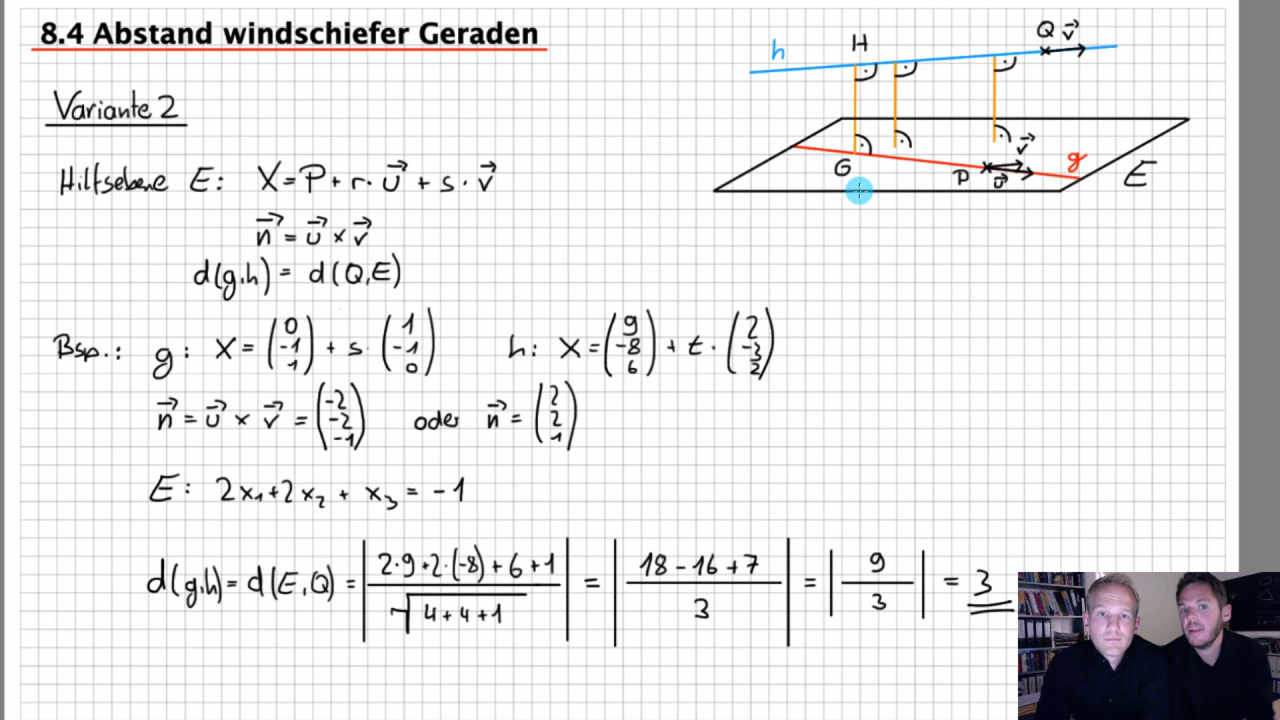 8.4 Abstand windschiefer Geraden
Variante 2
Hilfsebene E: X = P + r · u⃗ + s · v⃗
n⃗ = u⃗ × v⃗
d(g,h) = d(Q,E)
Bsp.: g: X = (0 -1 1) + s · (1 -1 0) h: X = (9 -8 6) + t · (2 -3 2)
n⃗ = u⃗ × v⃗ = (-2 -2 -1) oder n⃗ = (2 2 1)
E: 2x₁ + 2x₂ + x₃ = -1
d(g,h) = d(E,Q) = | (2·9 + 2·(-8) + 6 + 1) / √(4+4+1) | = | (18 - 16 + 7) / 3 | = | 9 / 3 | = 3
h H Q v⃗
G P v⃗ u⃗ g E